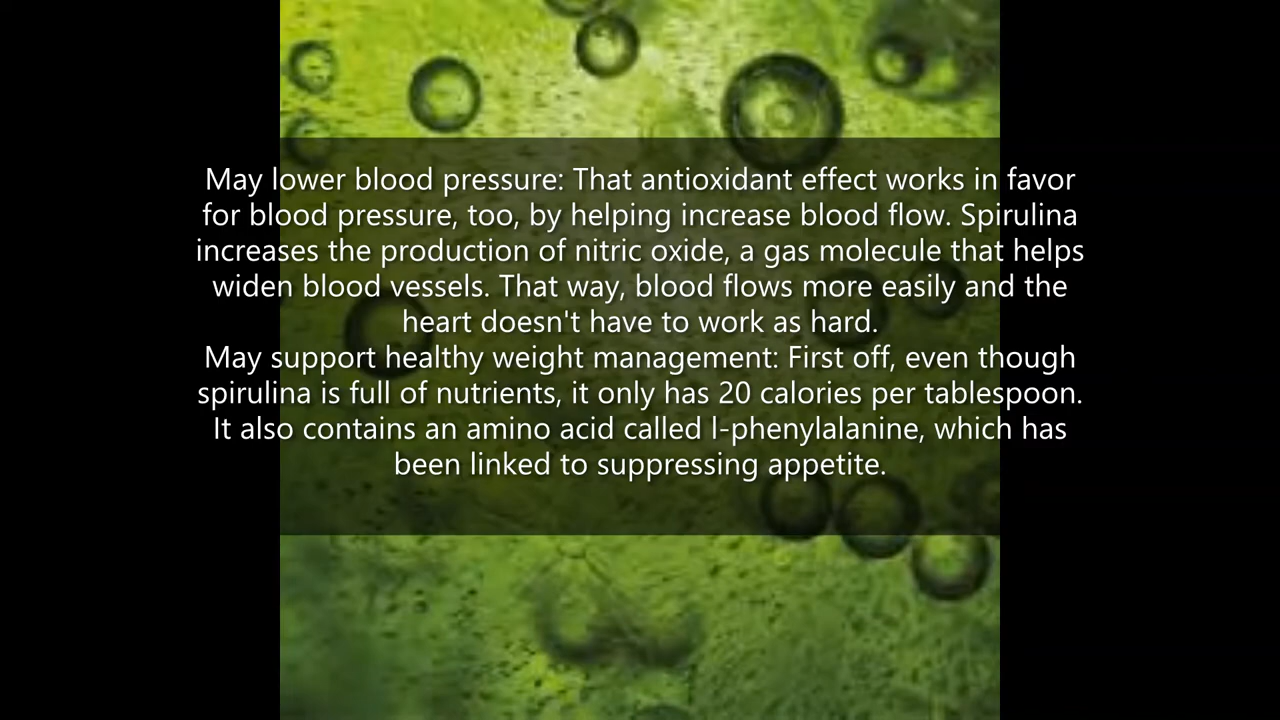 May lower blood pressure: That antioxidant effect works in favor
for blood pressure, too, by helping increase blood flow. Spirulina
increases the production of nitric oxide, a gas molecule that helps
widen blood vessels. That way, blood flows more easily and the
heart doesn't have to work as hard.
May support healthy weight management: First off, even though
spirulina is full of nutrients, it only has 20 calories per tablespoon.
It also contains an amino acid called l-phenylalanine, which has
been linked to suppressing appetite.